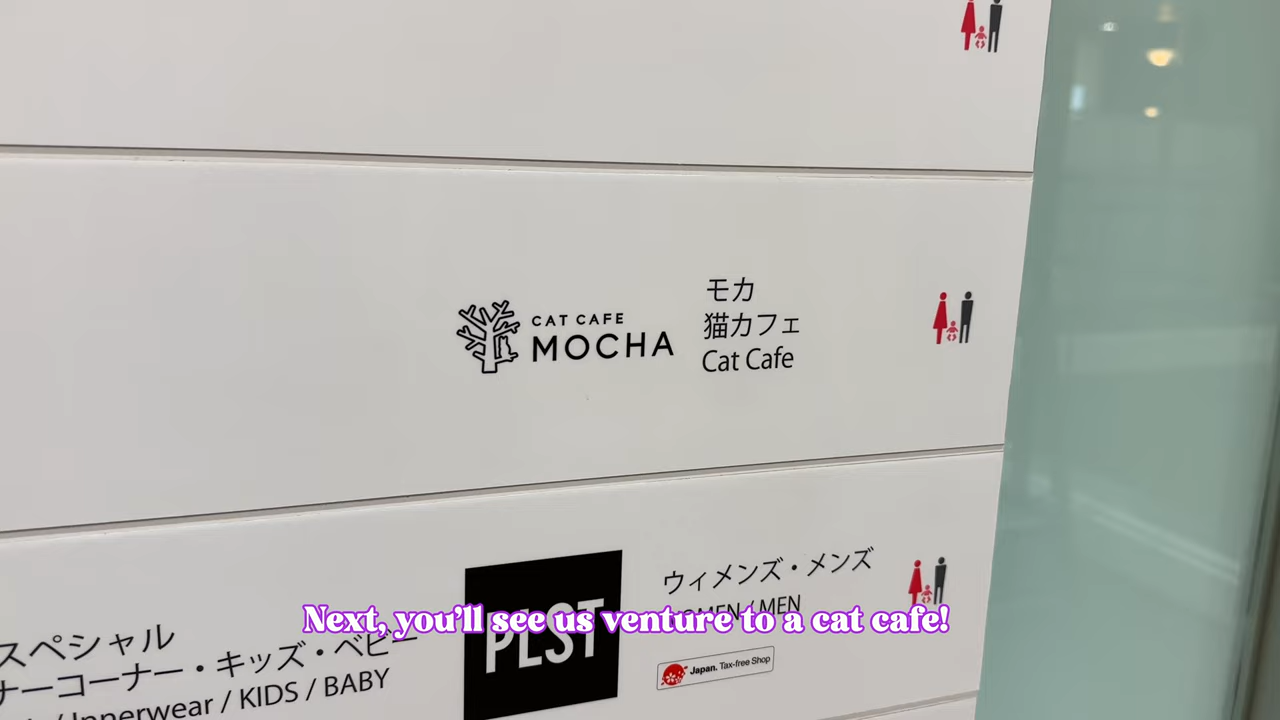 CAT CAFE
MOCHA
モカ
猫カフェ
Cat Cafe
PLST
ウィメンズ・メンズ
/ MEN
Japan. Tax-free Shop
スペシャル
ナーコーナー・キッズ・ベビー
/ Innerwear / KIDS / BABY
Next, you'll see us venture to a cat cafe!